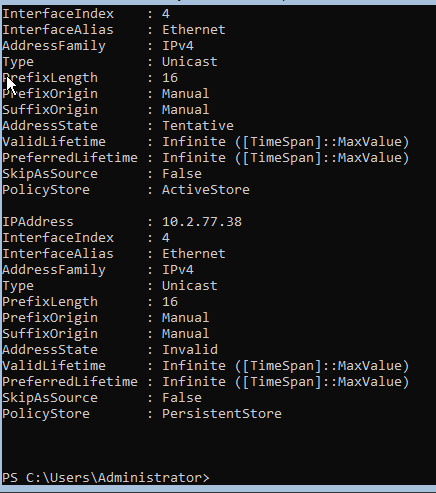 InterfaceIndex : 4
InterfaceAlias : Ethernet
AddressFamily : IPv4
Type : Unicast
PrefixLength : 16
PrefixOrigin : Manual
SuffixOrigin : Manual
AddressState : Tentative
ValidLifetime : Infinite ([TimeSpan]::MaxValue)
PreferredLifetime : Infinite ([TimeSpan]::MaxValue)
SkipAsSource : False
PolicyStore : ActiveStore
IPAddress : 10.2.77.38
InterfaceIndex : 4
InterfaceAlias : Ethernet
AddressFamily : IPv4
Type : Unicast
PrefixLength : 16
PrefixOrigin : Manual
SuffixOrigin : Manual
AddressState : Invalid
ValidLifetime : Infinite ([TimeSpan]::MaxValue)
PreferredLifetime : Infinite ([TimeSpan]::MaxValue)
SkipAsSource : False
PolicyStore : PersistentStore
PS C:\Users\Administrator>